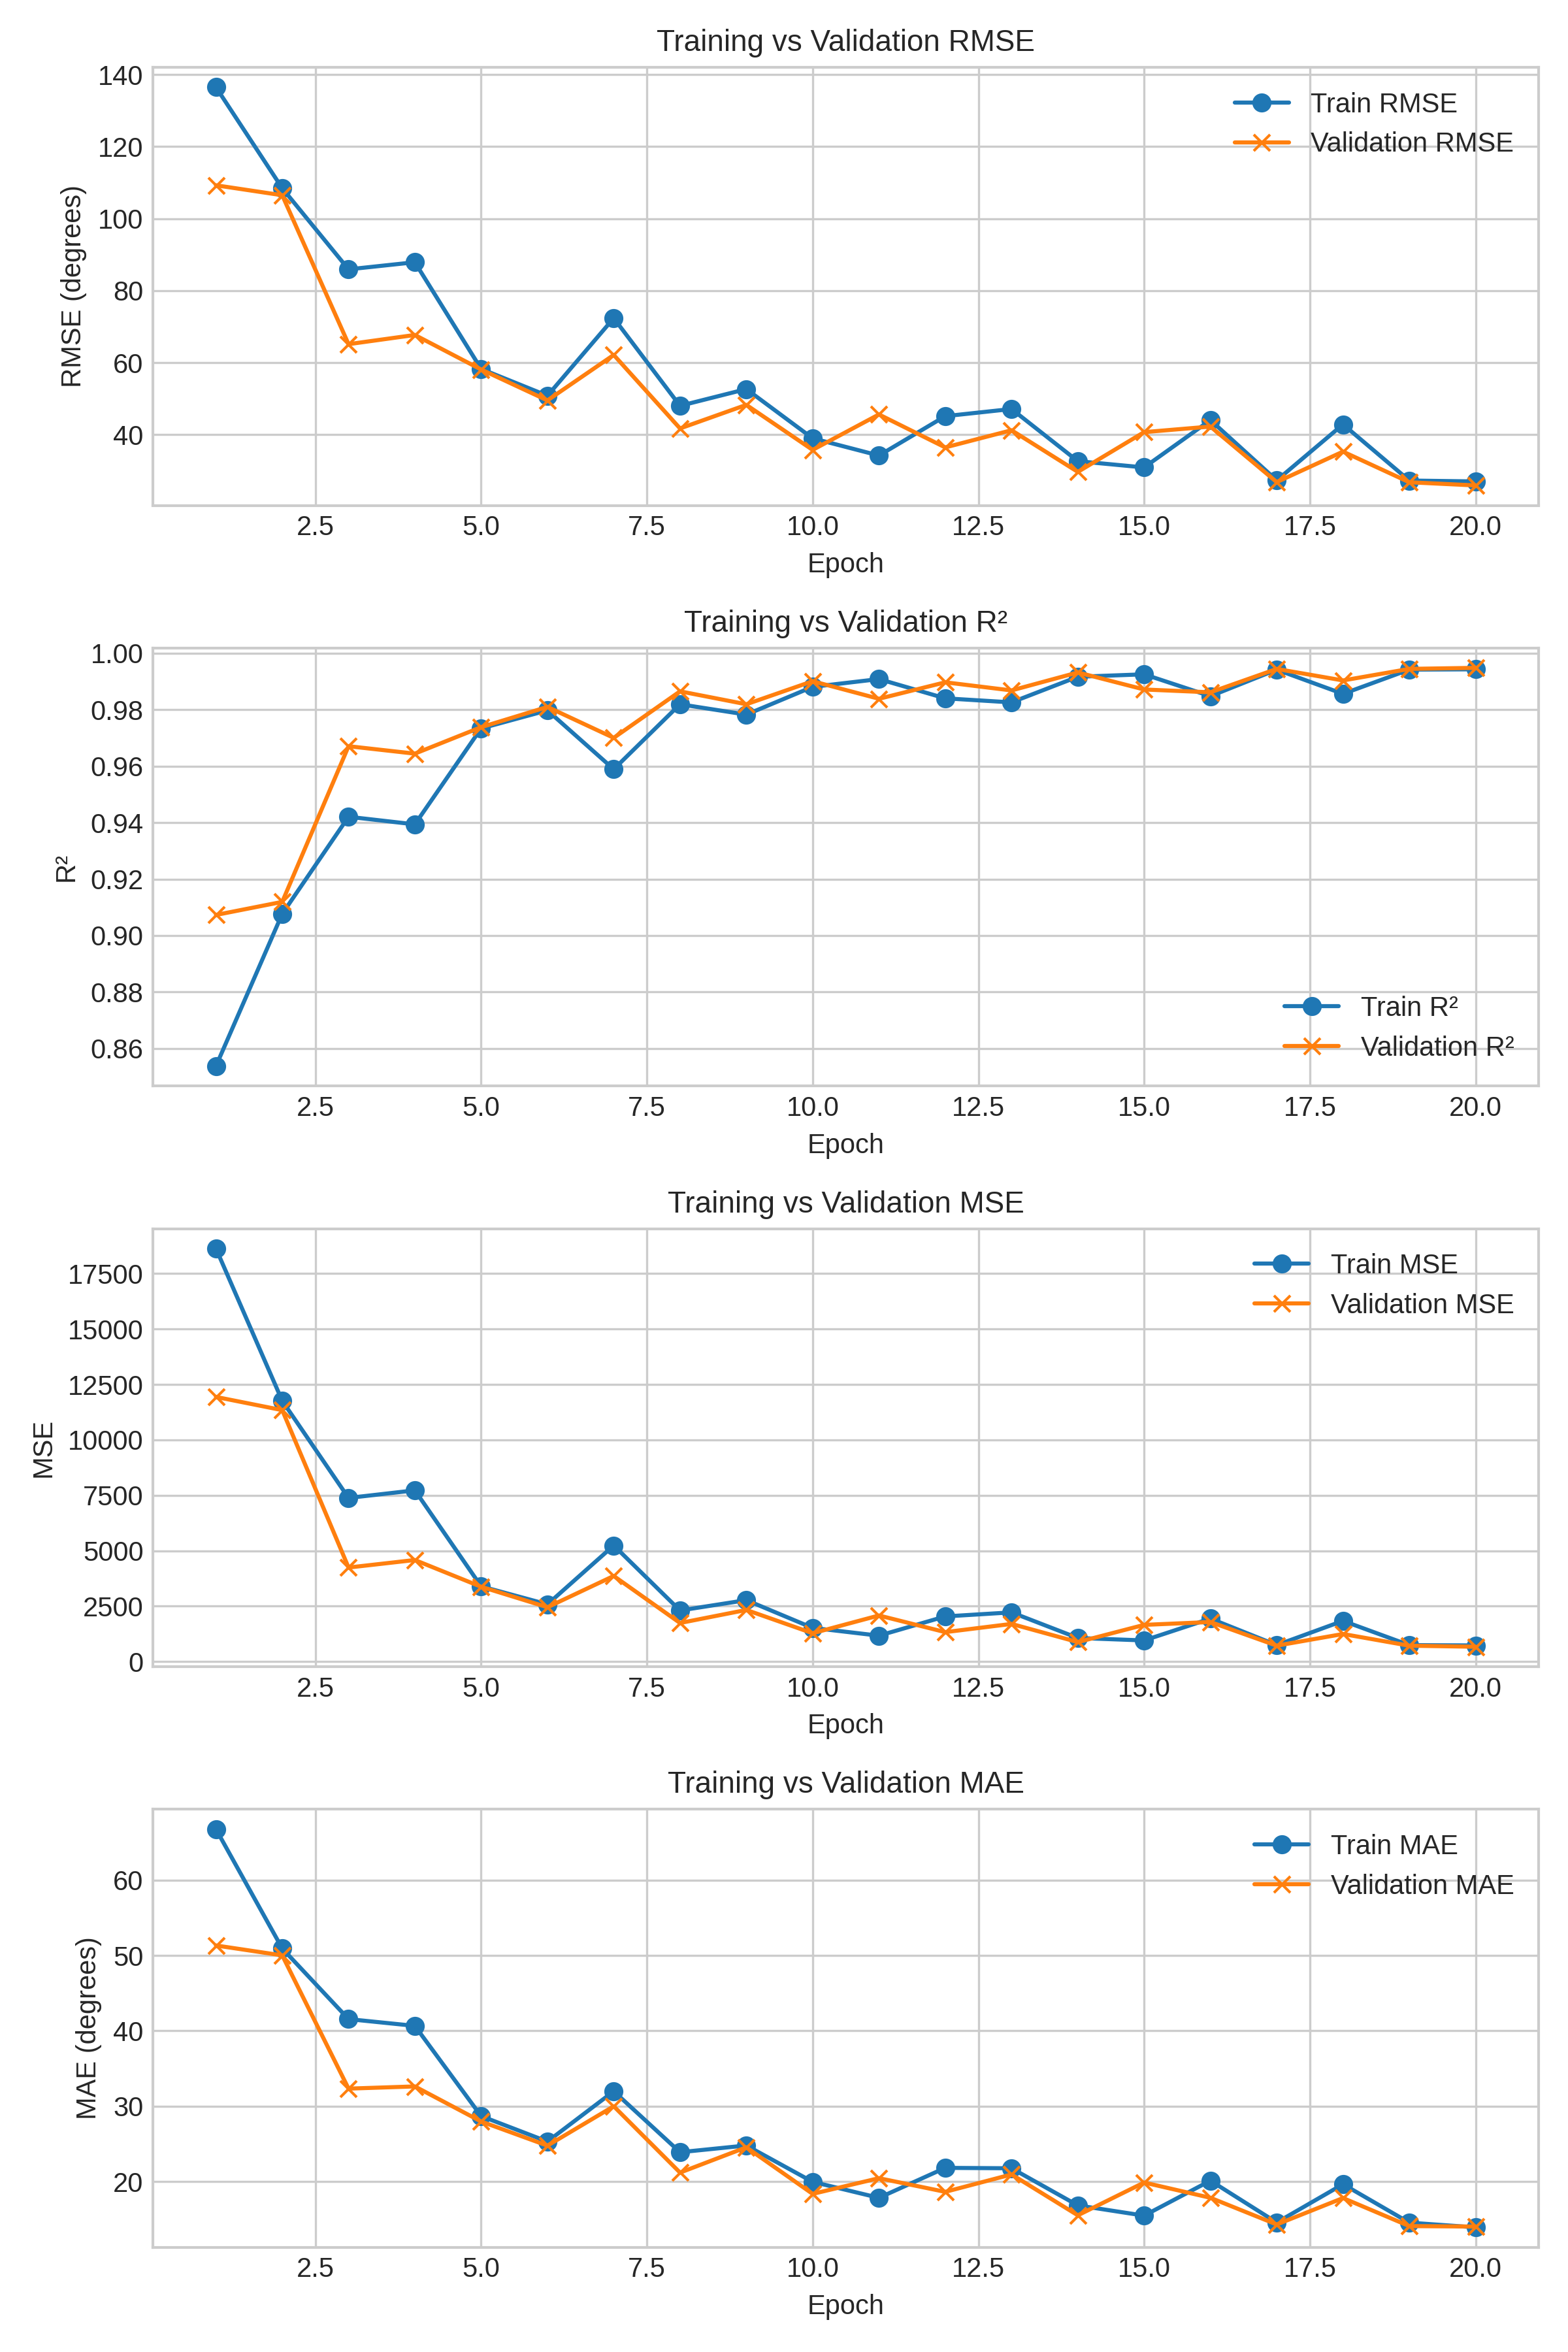 Training vs Validation RMSE
140
120
100
80
60
40
RMSE (degrees)
Train RMSE
Validation RMSE
2.5 5.0 7.5 10.0 12.5 15.0 17.5 20.0
Epoch
Training vs Validation R²
1.00
0.98
0.96
0.94
0.92
0.90
0.88
0.86
R²
Train R²
Validation R²
2.5 5.0 7.5 10.0 12.5 15.0 17.5 20.0
Epoch
Training vs Validation MSE
17500
15000
12500
10000
7500
5000
2500
0
MSE
Train MSE
Validation MSE
2.5 5.0 7.5 10.0 12.5 15.0 17.5 20.0
Epoch
Training vs Validation MAE
60
50
40
30
20
MAE (degrees)
Train MAE
Validation MAE
2.5 5.0 7.5 10.0 12.5 15.0 17.5 20.0
Epoch